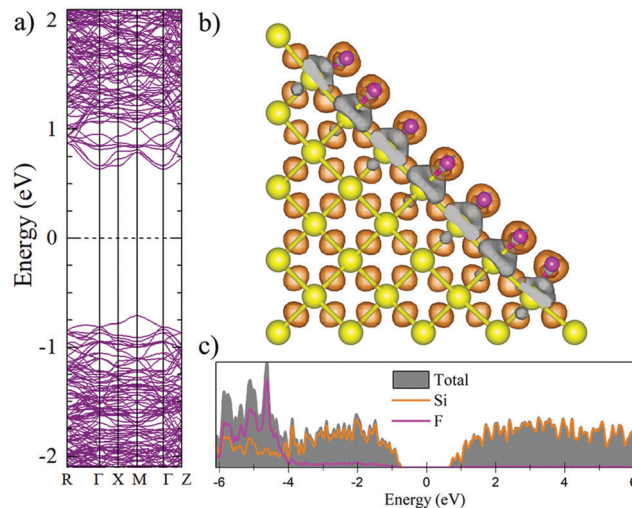 a)
2
1
0
-1
-2
Energy (eV)
R Γ X M Γ Z
b)
c)
Total
Si
F
-6 -4 -2 0 2 4 6
Energy (eV)